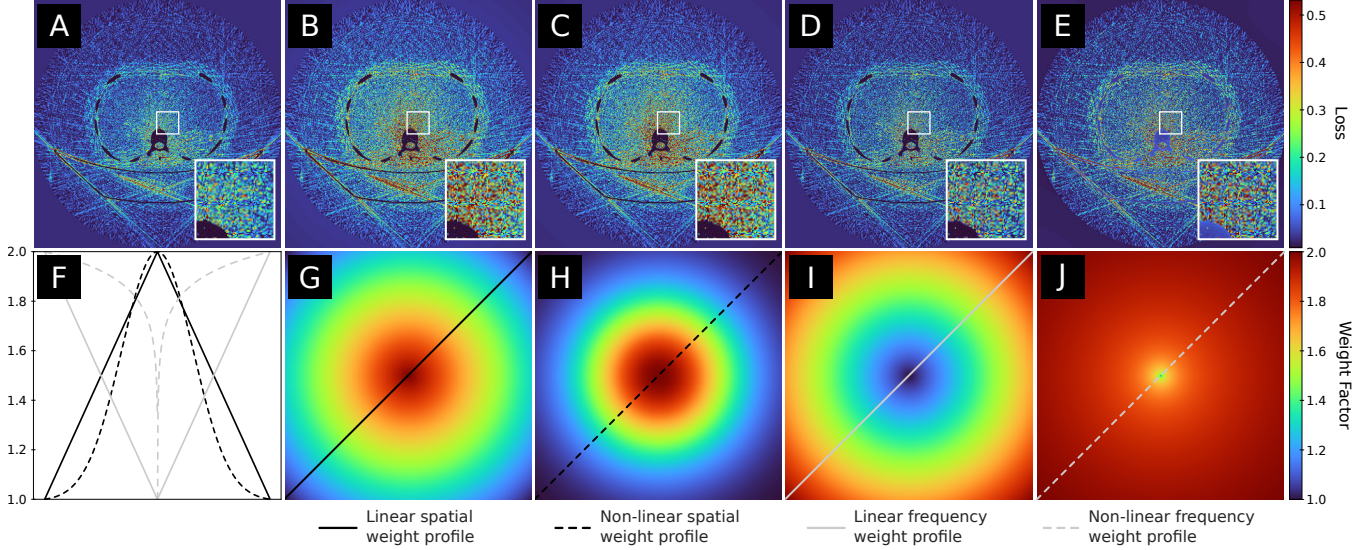 A
B
C
D
E
0.5
0.4
0.3
0.2
0.1
Loss
2.0
1.8
1.6
1.4
1.2
1.0
F
G
H
I
J
2.0
1.8
1.6
1.4
1.2
1.0
Weight Factor
Linear spatial
weight profile
Non-linear spatial
weight profile
Linear frequency
weight profile
Non-linear frequency
weight profile